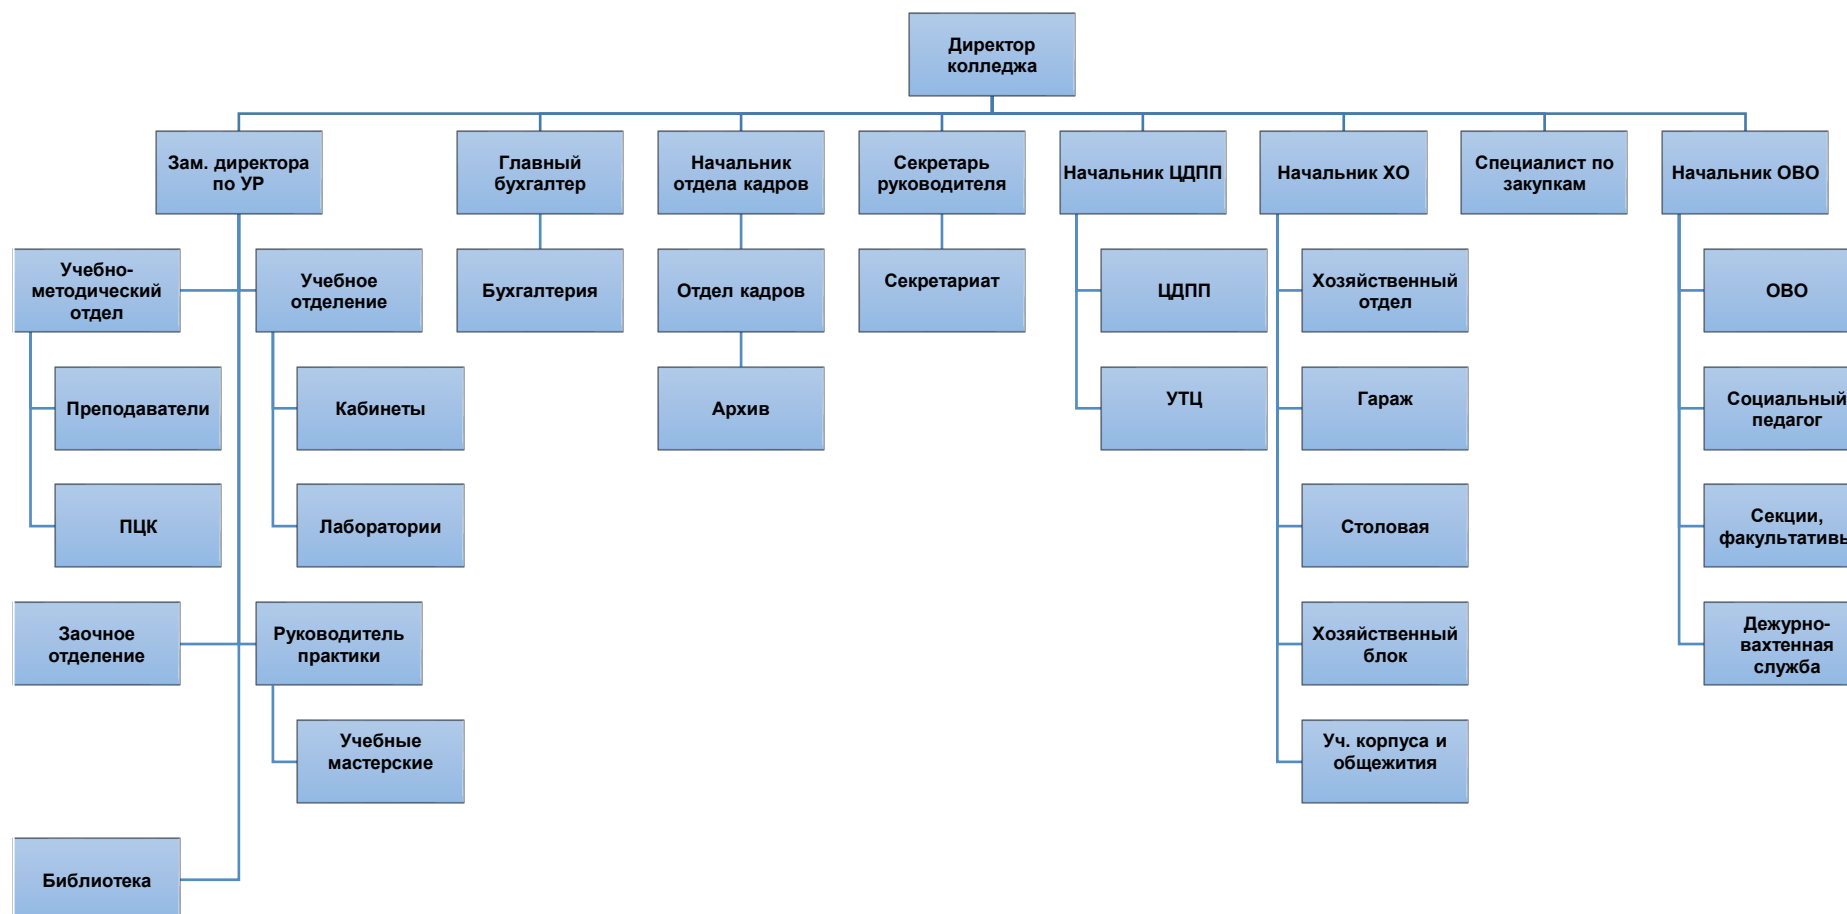 Директор
колледжа
Зам. директора
по УР
Главный
бухгалтер
Начальник
отдела кадров
Секретарь
руководителя
Начальник ЦДПП
Начальник ХО
Специалист по
закупкам
Начальник ОВО
Учебно-
методический
отдел
Учебное
отделение
Бухгалтерия
Отдел кадров
Секретариат
ЦДПП
Хозяйственный
отдел
ОВО
Преподаватели
Кабинеты
Архив
УТЦ
Гараж
Социальный
педагог
ПЦК
Лаборатории
Столовая
Секции,
факультативы
Заочное
отделение
Руководитель
практики
Хозяйственный
блок
Дежурно-
вахтенная
служба
Учебные
мастерские
Уч. корпуса и
общежития
Библиотека